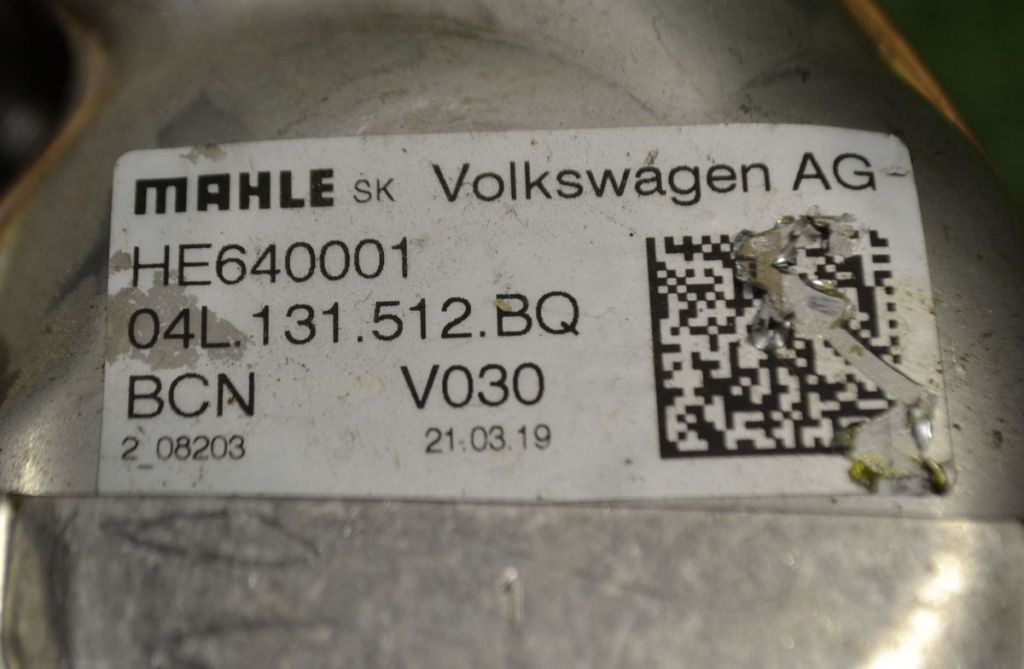 MAHLE SK Volkswagen AG
HE640001
04L.131.512.BQ
BCN V030
2_08203 21.03.19